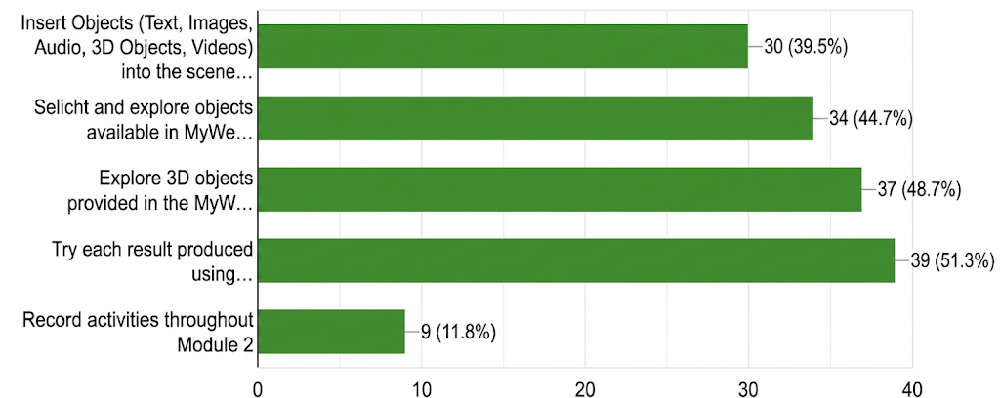 Insert Objects (Text, Images,
Audio, 3D Objects, Videos)
into the scene…
30 (39.5%)
Selicht and explore objects
available in MyWe…
34 (44.7%)
Explore 3D objects
provided in the MyW…
37 (48.7%)
Try each result produced
using…
39 (51.3%)
Record activities throughout
Module 2
9 (11.8%)
0 10 20 30 40